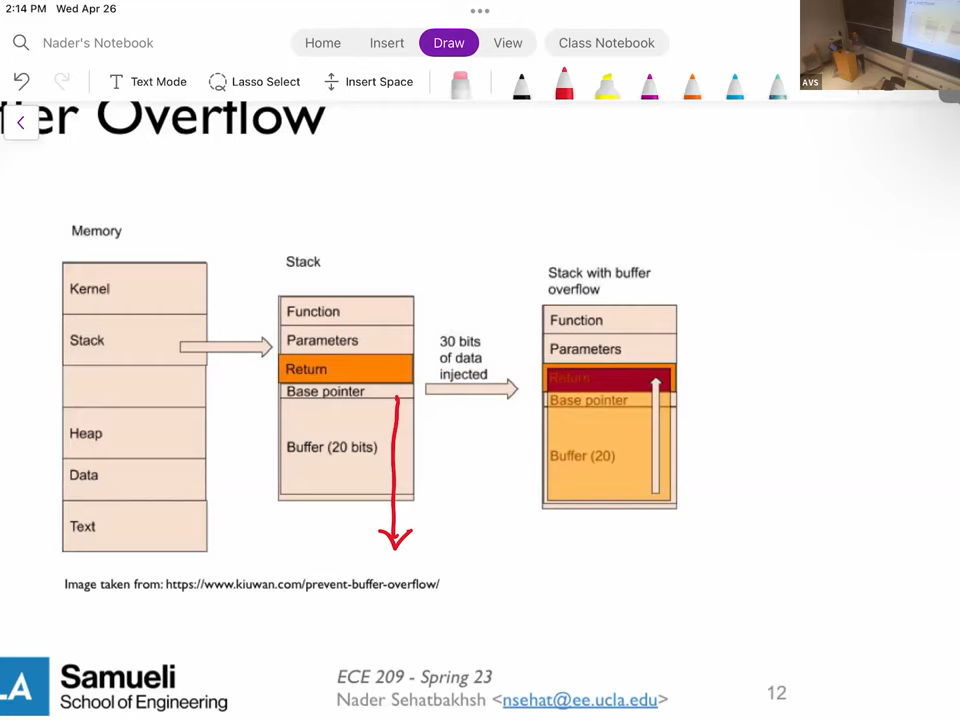 2:14 PM Wed Apr 26
Nader's Notebook
Home Insert Draw View Class Notebook
Text Mode Lasso Select Insert Space
AVS
er Overflow
Memory
Kernel
Stack
Heap
Data
Text
Stack
Function
Parameters
Return
Base pointer
Buffer (20 bits)
30 bits
of data
injected
Stack with buffer
overflow
Function
Parameters
Return
Base pointer
Buffer (20)
Image taken from: https://www.kiuwan.com/prevent-buffer-overflow/
LA Samueli
School of Engineering
ECE 209 - Spring 23
Nader Sehatbakhsh <nsehat@ee.ucla.edu>
12